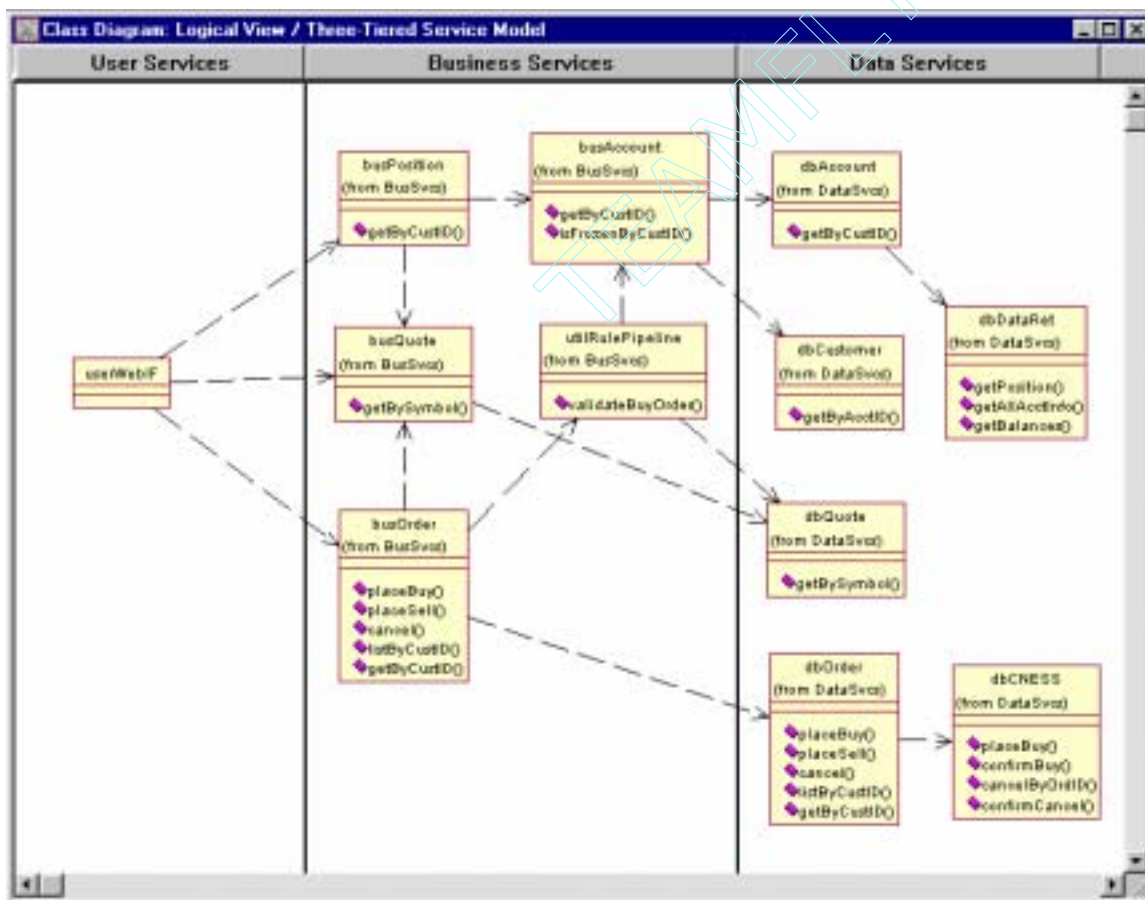 Class Diagram: Logical View / Three-Tiered Service Model
User Services
Business Services
Data Services
busPosition
(from BusSvcs)
getByCustID()
busAccount
(from BusSvcs)
getByCustID()
isFrozenByCustID()
dbAccount
(from DataSvcs)
getByCustID()
userWebIF
busQuote
(from BusSvcs)
getBySymbol()
utilRulePipeline
(from BusSvcs)
validateBuyOrder()
dbCustomer
(from DataSvcs)
getByAcctID()
dbDataRet
(from DataSvcs)
getPosition()
getAllAcctInfo()
getBalances()
busOrder
(from BusSvcs)
placeBuy()
placeSell()
cancel()
listByCustID()
getByCustID()
dbQuote
(from DataSvcs)
getBySymbol()
dbOrder
(from DataSvcs)
placeBuy()
placeSell()
cancel()
listByCustID()
getByCustID()
dbCNESS
(from DataSvcs)
placeBuy()
confirmBuy()
cancelByOrdID()
confirmCancel()